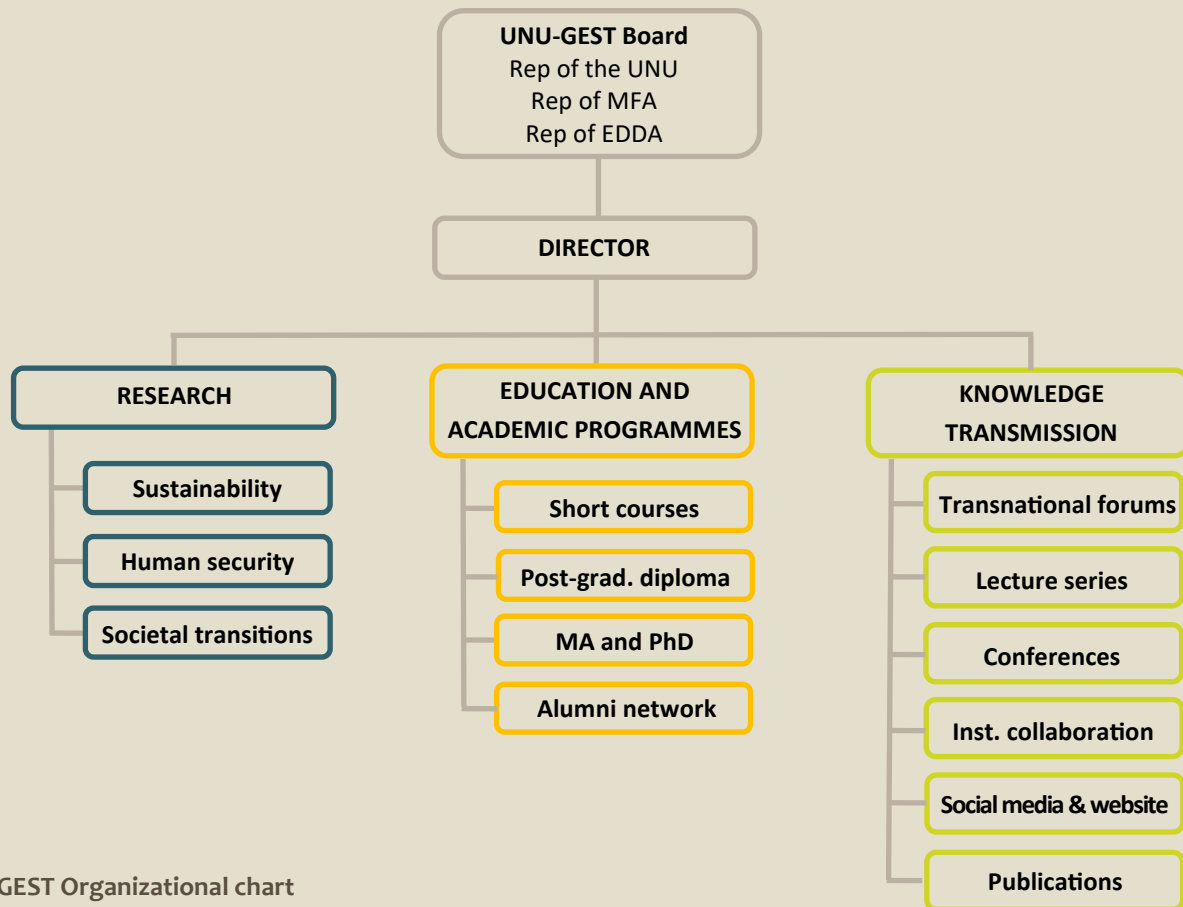 UNU-GEST Board
Rep of the UNU
Rep of MFA
Rep of EDDA
DIRECTOR
RESEARCH
Sustainability
Human security
Societal transitions
EDUCATION AND
ACADEMIC PROGRAMMES
Short courses
Post-grad. diploma
MA and PhD
Alumni network
KNOWLEDGE
TRANSMISSION
Transnational forums
Lecture series
Conferences
Inst. collaboration
Social media & website
Publications
GEST Organizational chart